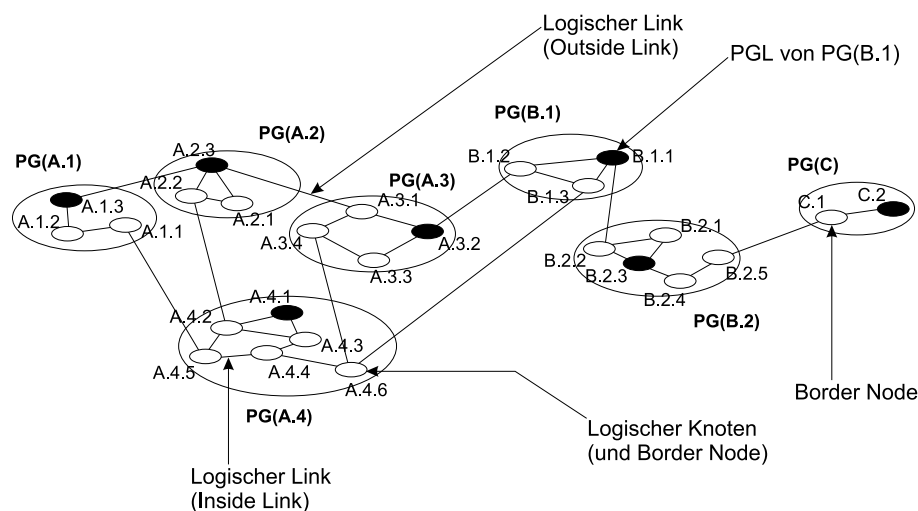 Logischer Link
(Outside Link)
PGL von PG(B.1)
PG(B.1)
PG(A.2)
A.2.3
B.1.2
B.1.1
PG(A.1)
PG(A.3)
PG(C)
A.2.2
B.1.3
C.2
A.1.3
A.3.1
C.1
A.1.2
A.1.1
A.2.1
B.2.1
A.3.4
A.3.2
B.2.2
A.3.3
B.2.3
B.2.5
A.4.1
B.2.4
A.4.2
PG(B.2)
A.4.3
A.4.5
A.4.4
A.4.6
Border Node
PG(A.4)
Logischer Knoten
(und Border Node)
Logischer Link
(Inside Link)